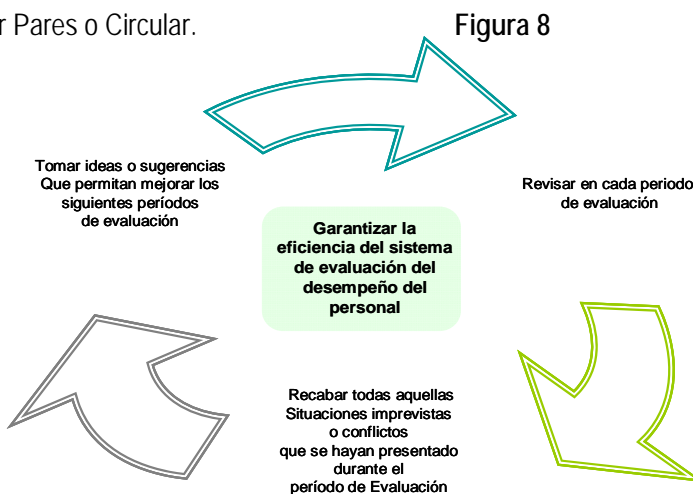 r Pares o Circular.
Figura 8
Tomar ideas o sugerencias
Que permitan mejorar los
siguientes períodos
de evaluación
Revisar en cada periodo
de evaluación
Garantizar la
eficiencia del sistema
de evaluación del
desempeño del
personal
Recabar todas aquellas
Situaciones imprevistas
o conflictos
que se hayan presentado
durante el
período de Evaluación